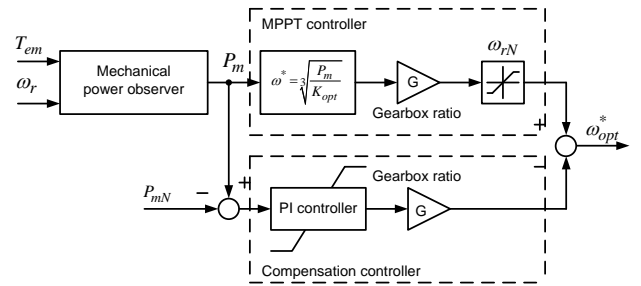 MPPT controller
T_em
ω_r
Mechanical
power observer
P_m
ω^* = ∛(P_m / K_opt)
G
Gearbox ratio
ω_rN
+
ω^*_opt
P_mN
−
+
PI controller
Gearbox ratio
G
−
Compensation controller